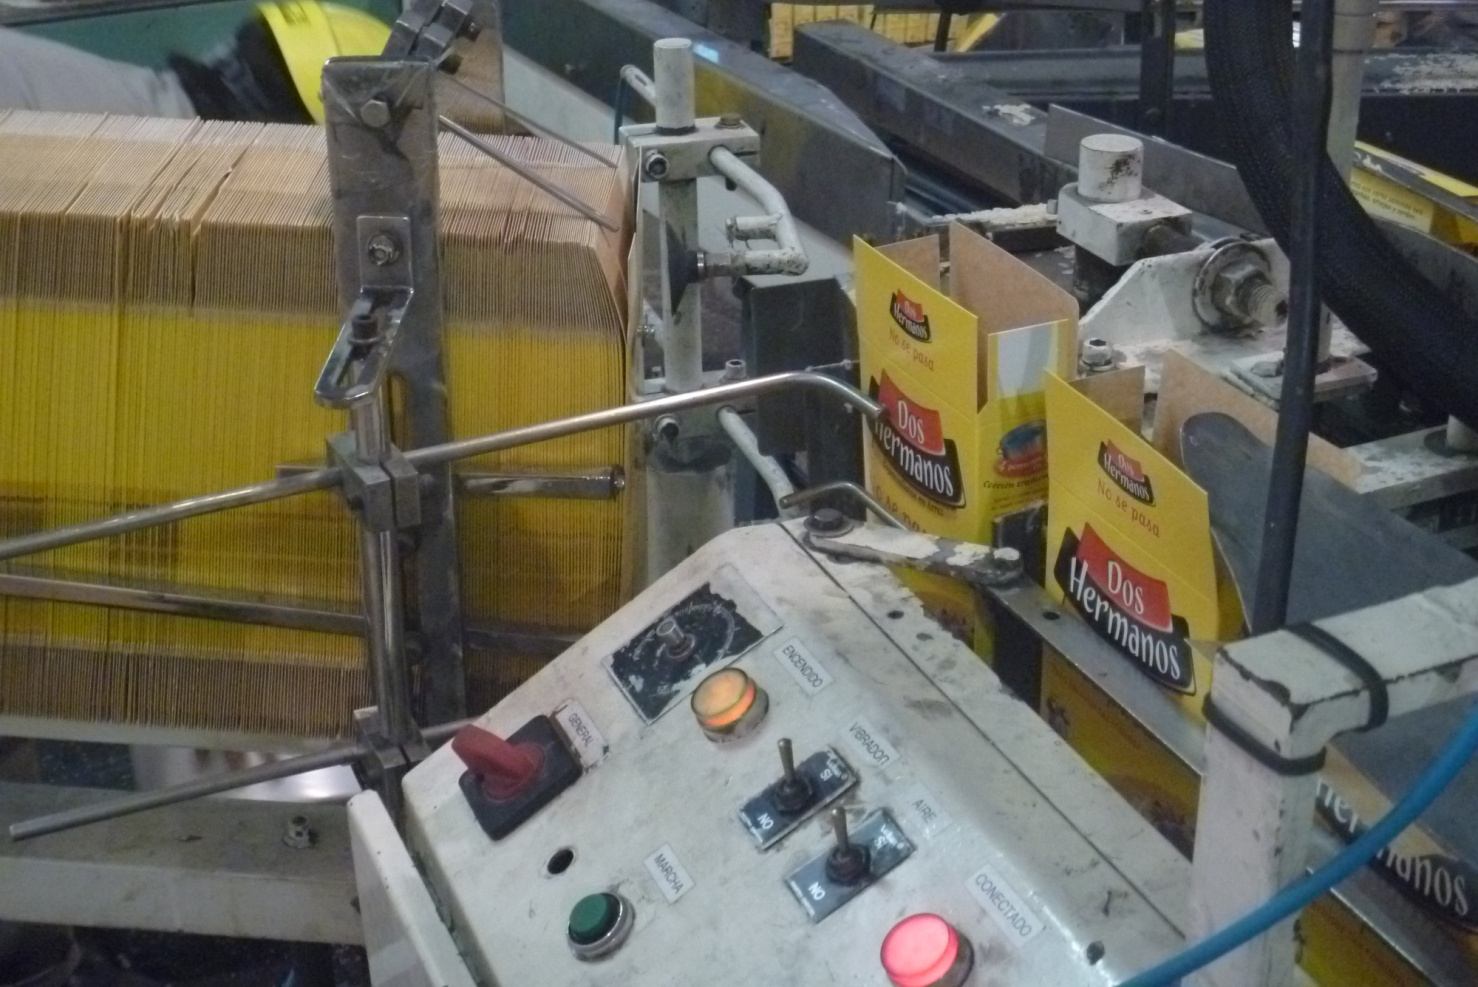 Dos
Hermanos
No se pasa
Dos
Hermanos
Dos
Hermanos
No se pasa
Dos
Hermanos
ENCENDIDO
GENERAL
VIBRADOR
SI
NO
AIRE
SI
NO
MARCHA
CONECTADO